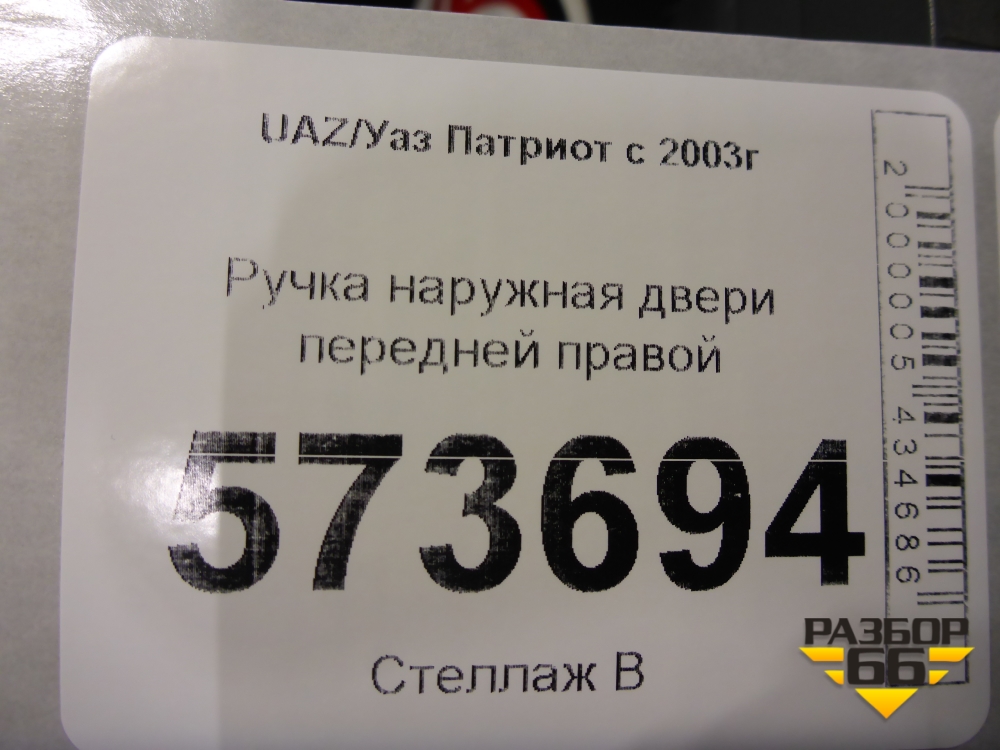 UAZ/Уаз Патриот с 2003г
Ручка наружная двери
передней правой
573694
Стеллаж В
2000005434686
РАЗБОР
66